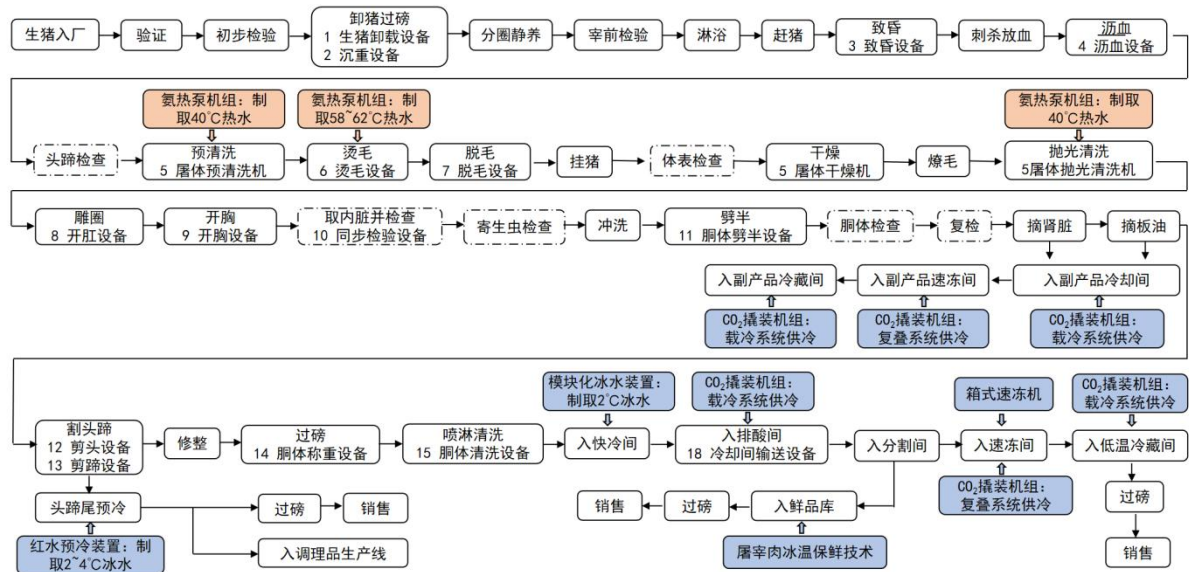 生猪入厂
验证
初步检验
卸猪过磅
1 生猪卸载设备
2 沉重设备
分圈静养
宰前检验
淋浴
赶猪
致昏
3 致昏设备
刺杀放血
沥血
4 沥血设备
氨热泵机组：制
取40℃热水
氨热泵机组：制
取58~62℃热水
氨热泵机组：制取
40℃热水
头蹄检查
预清洗
5 屠体预清洗机
烫毛
6 烫毛设备
脱毛
7 脱毛设备
挂猪
体表检查
干燥
5 屠体干燥机
燎毛
抛光清洗
5屠体抛光清洗机
雕圈
8 开肛设备
开胸
9 开胸设备
取内脏并检查
10 同步检验设备
寄生虫检查
冲洗
劈半
11 胴体劈半设备
胴体检查
复检
摘肾脏
摘板油
入副产品冷藏间
入副产品速冻间
入副产品冷却间
CO₂撬装机组：
载冷系统供冷
CO₂撬装机组：
复叠系统供冷
CO₂撬装机组：
载冷系统供冷
模块化冰水装置：
制取2℃冰水
CO₂撬装机组：
载冷系统供冷
箱式速冻机
CO₂撬装机组：
载冷系统供冷
割头蹄
12 剪头设备
13 剪蹄设备
修整
过磅
14 胴体称重设备
喷淋清洗
15 胴体清洗设备
入快冷间
入排酸间
18 冷却间输送设备
入分割间
入速冻间
入低温冷藏间
头蹄尾预冷
过磅
销售
销售
过磅
入鲜品库
CO₂撬装机组：
复叠系统供冷
过磅
红水预冷装置：制
取2~4℃冰水
入调理品生产线
屠宰肉冰温保鲜技术
销售